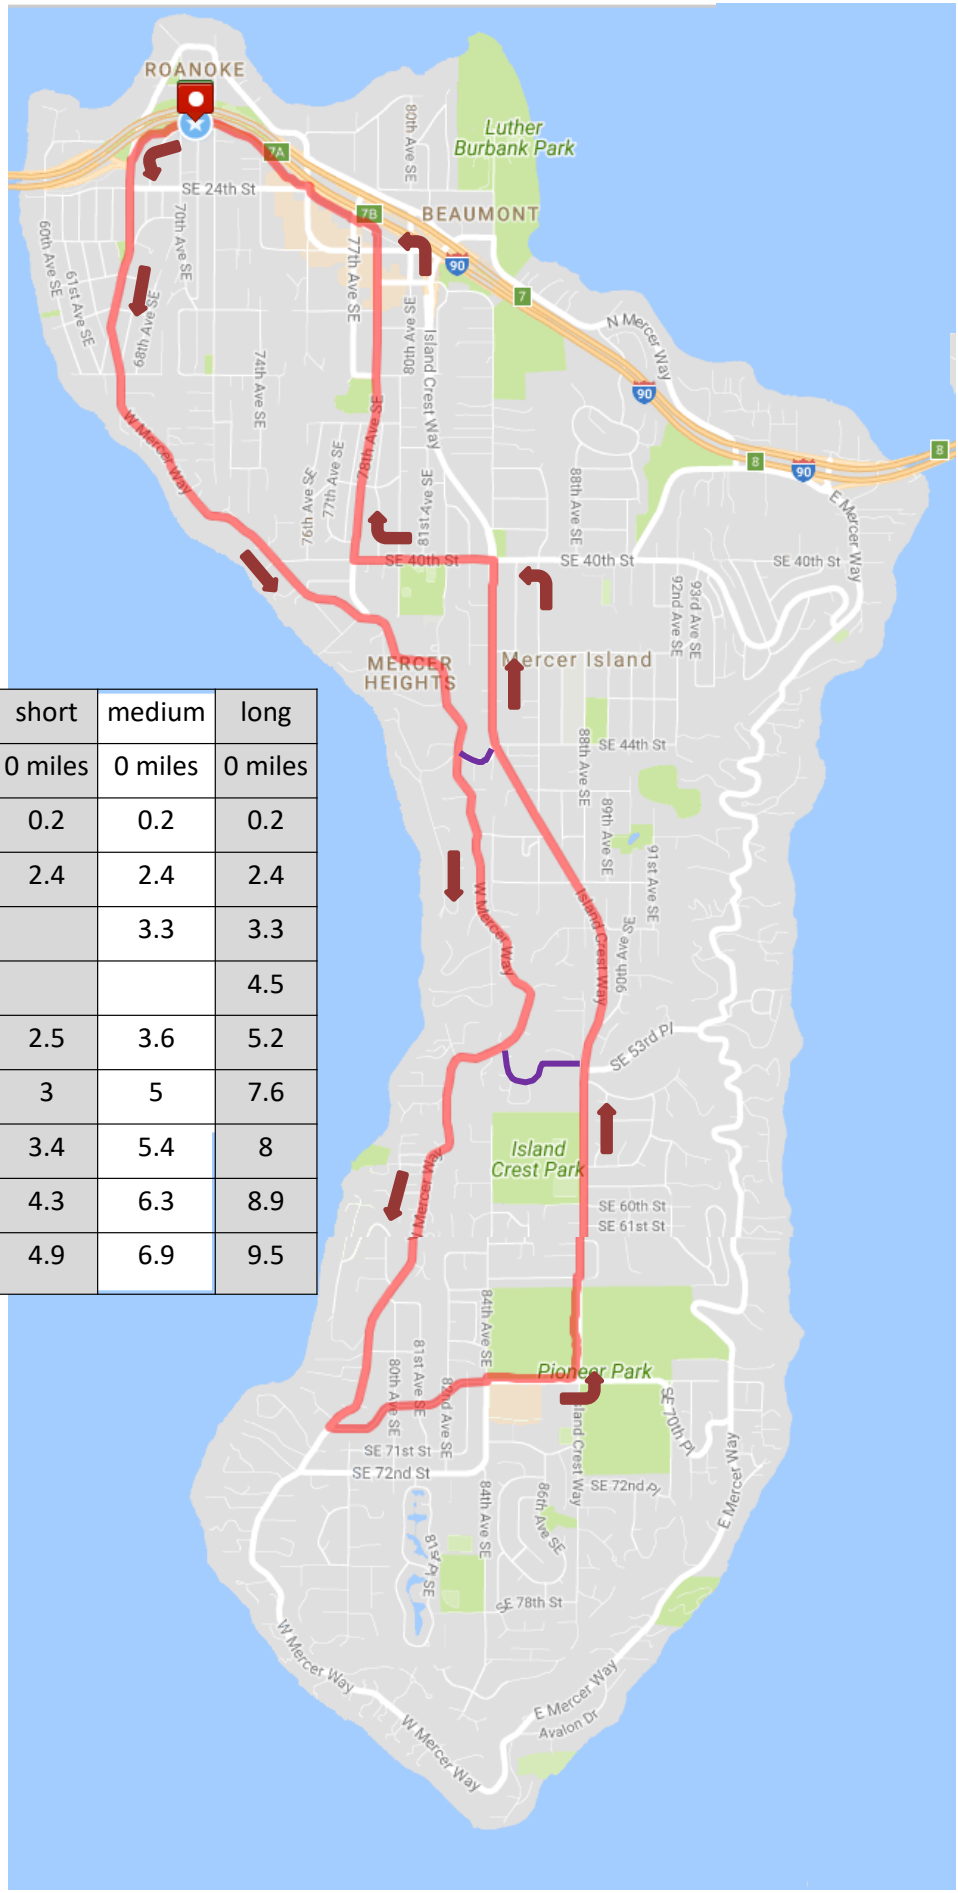 ROANOKE
7A
SE 24th St
80th Ave SE
Luther
Burbank Park
BEAUMONT
7B
90
7
60th Ave SE
61st Ave SE
70th Ave SE
68th Ave SE
74th Ave SE
77th Ave SE
80th Ave SE
Island Crest Way
N Mercer Way
90
8
90
8
W Mercer Way
76th Ave SE
77th Ave SE
78th Ave SE
81st Ave SE
88th Ave SE
E Mercer Way
SE 40th St
SE 40th St
SE 40th St
92nd Ave SE
93rd Ave SE
MERCER
HEIGHTS
Mercer Island
short medium long
0 miles 0 miles 0 miles
0.2 0.2 0.2
2.4 2.4 2.4
3.3 3.3
4.5
2.5 3.6 5.2
3 5 7.6
3.4 5.4 8
4.3 6.3 8.9
4.9 6.9 9.5
SE 44th St
88th Ave SE
89th Ave SE
91st Ave SE
W Mercer Way
Island Crest Way
90th Ave SE
SE 53rd Pl
Island
Crest Park
Mercer Way
SE 60th St
SE 61st St
84th Ave SE
Pioneer Park
80th Ave SE
81st Ave SE
82nd Ave SE
SE 70th Pl
land Crest Way
SE 71st St
SE 72nd St
SE 72nd Pl
E Mercer Way
84th Ave SE
86th Ave SE
81st Pl SE
SE 78th St
W Mercer Way
W Mercer Way
E Mercer Way
Avalon Dr